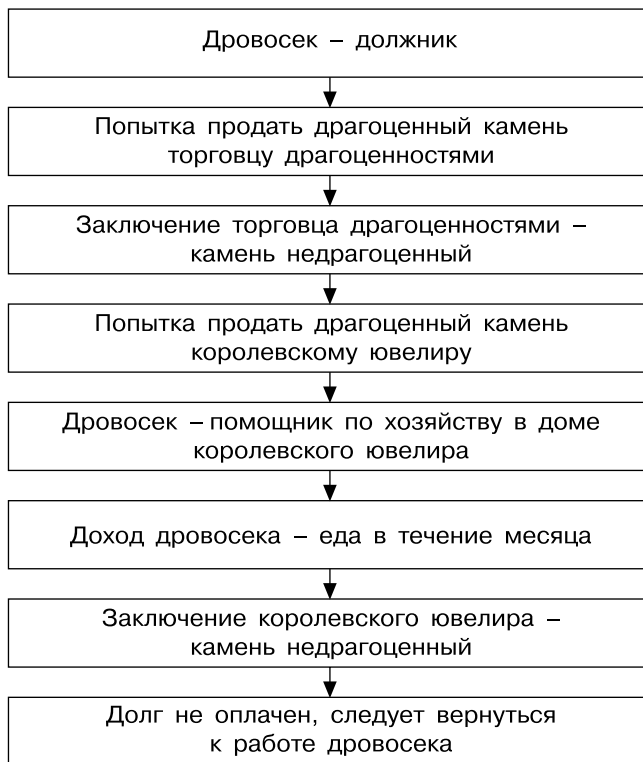 Дровосек – должник
Попытка продать драгоценный камень
торговцу драгоценностями
Заключение торговца драгоценностями –
камень недрагоценный
Попытка продать драгоценный камень
королевскому ювелиру
Дровосек – помощник по хозяйству в доме
королевского ювелира
Доход дровосека – еда в течение месяца
Заключение королевского ювелира –
камень недрагоценный
Долг не оплачен, следует вернуться
к работе дровосека